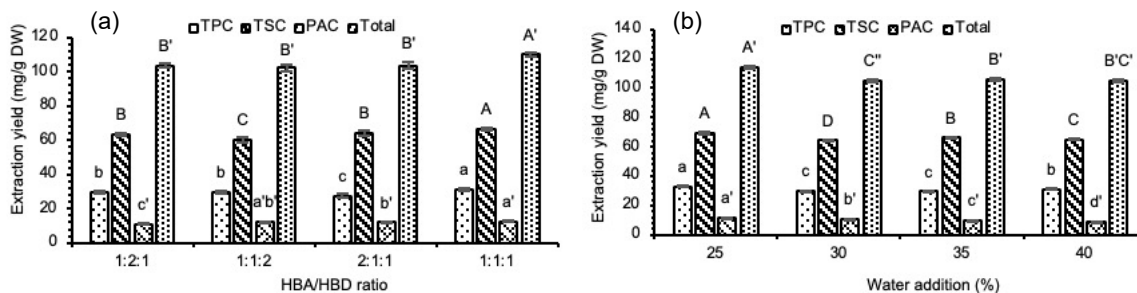 (a)
TPC TSC PAC Total
Extraction yield (mg/g DW)
120
100
80
60
40
20
0
b B c' B'
b C a'b' B'
c B b' B'
a A a' A'
1:2:1 1:1:2 2:1:1 1:1:1
HBA/HBD ratio
(b)
TPC TSC PAC Total
Extraction yield (mg/g DW)
140
120
100
80
60
40
20
0
a A a' A'
c D b' C"
c B c' B'
b C d' B'C'
25 30 35 40
Water addition (%)